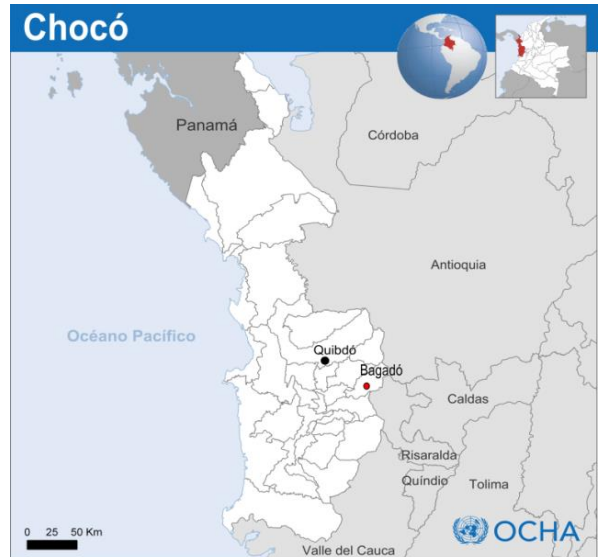 Chocó
Panamá
Córdoba
Antioquia
Océano Pacífico
Quibdó
Bagadó
Caldas
Risaralda
Quíndio
Tolima
0 25 50 Km
OCHA
Valle del Cauca